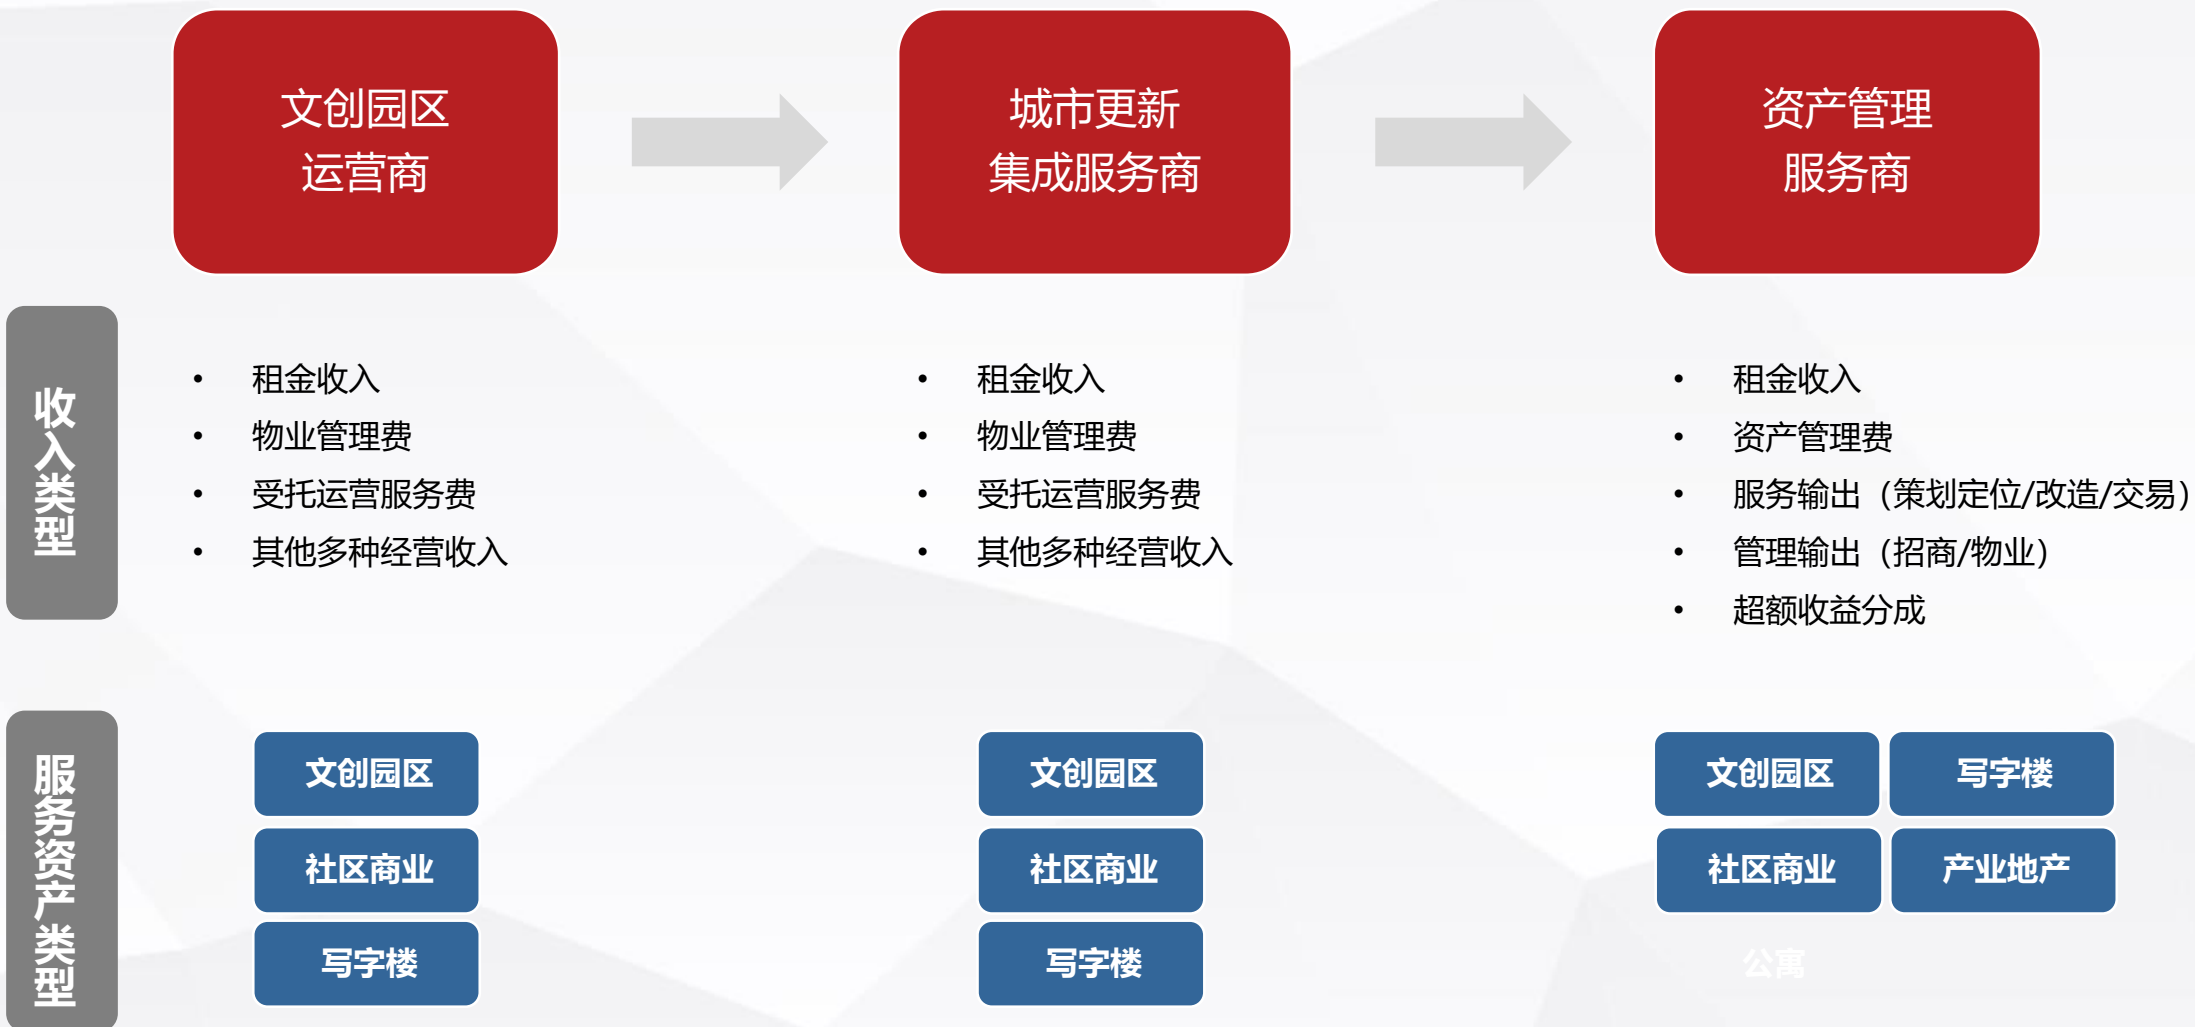 文创园区
运营商
城市更新
集成服务商
资产管理
服务商
收入类型
• 租金收入
• 物业管理费
• 受托运营服务费
• 其他多种经营收入
• 租金收入
• 物业管理费
• 受托运营服务费
• 其他多种经营收入
• 租金收入
• 资产管理费
• 服务输出（策划定位/改造/交易）
• 管理输出（招商/物业）
• 超额收益分成
服务资产类型
文创园区
社区商业
写字楼
文创园区
社区商业
写字楼
文创园区
写字楼
社区商业
产业地产
公寓